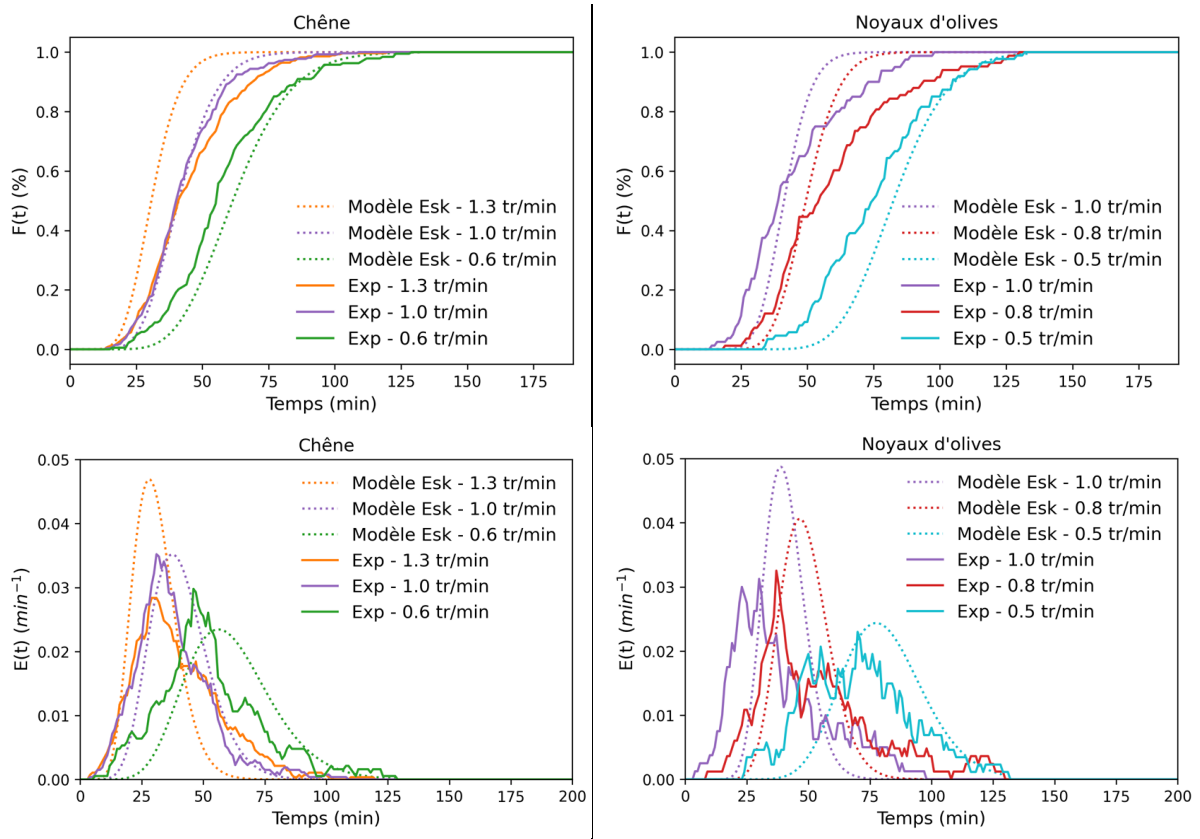 Chêne
1.0
0.8
0.6
0.4
0.2
0.0
F(t) (%)
Modèle Esk - 1.3 tr/min
Modèle Esk - 1.0 tr/min
Modèle Esk - 0.6 tr/min
Exp - 1.3 tr/min
Exp - 1.0 tr/min
Exp - 0.6 tr/min
0 25 50 75 100 125 150 175
Temps (min)
Noyaux d'olives
1.0
0.8
0.6
0.4
0.2
0.0
F(t) (%)
Modèle Esk - 1.0 tr/min
Modèle Esk - 0.8 tr/min
Modèle Esk - 0.5 tr/min
Exp - 1.0 tr/min
Exp - 0.8 tr/min
Exp - 0.5 tr/min
0 25 50 75 100 125 150 175
Temps (min)
Chêne
0.05
0.04
0.03
0.02
0.01
0.00
E(t) (min⁻¹)
Modèle Esk - 1.3 tr/min
Modèle Esk - 1.0 tr/min
Modèle Esk - 0.6 tr/min
Exp - 1.3 tr/min
Exp - 1.0 tr/min
Exp - 0.6 tr/min
0 25 50 75 100 125 150 175 200
Temps (min)
Noyaux d'olives
0.05
0.04
0.03
0.02
0.01
0.00
E(t) (min⁻¹)
Modèle Esk - 1.0 tr/min
Modèle Esk - 0.8 tr/min
Modèle Esk - 0.5 tr/min
Exp - 1.0 tr/min
Exp - 0.8 tr/min
Exp - 0.5 tr/min
0 25 50 75 100 125 150 175 200
Temps (min)